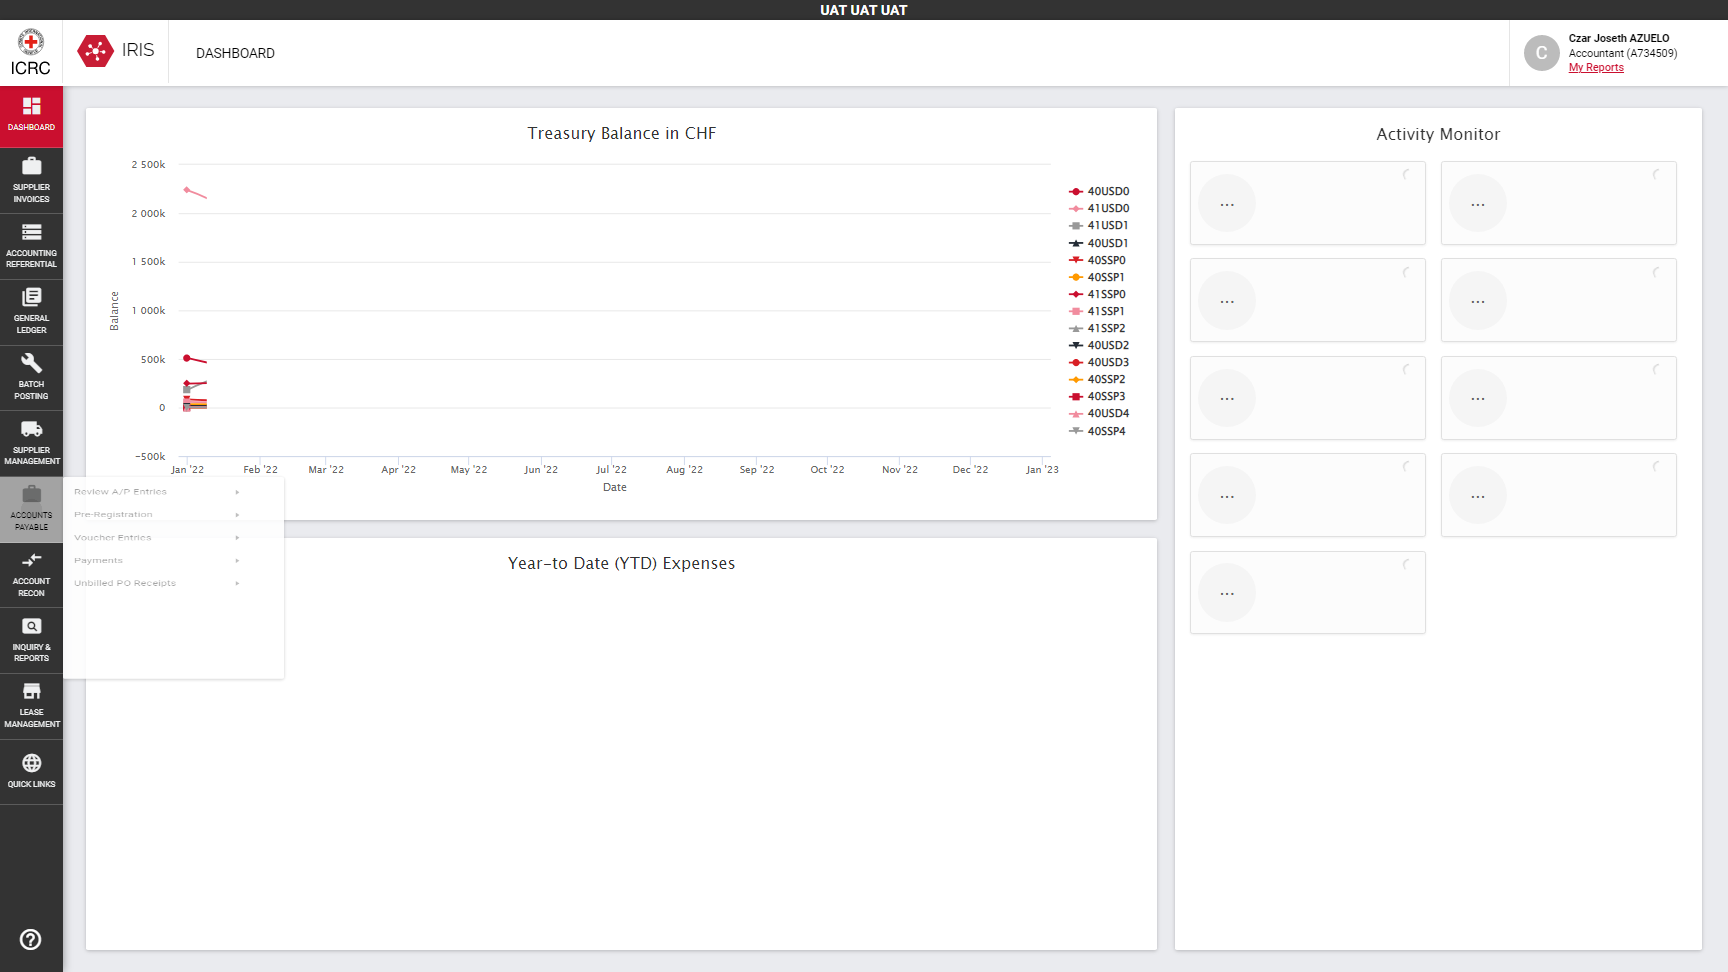 UAT UAT UAT
ICRC
IRIS
DASHBOARD
Czar Joseth AZUELO
Accountant (A734509)
My Reports
DASHBOARD
SUPPLIER
INVOICES
ACCOUNTING
REFERENTIAL
GENERAL
LEDGER
BATCH
POSTING
SUPPLIER
MANAGEMENT
ACCOUNTS
PAYABLE
ACCOUNT
RECON
INQUIRY &
REPORTS
LEASE
MANAGEMENT
QUICK LINKS
Review A/P Entries
Pre-Registration
Voucher Entries
Payments
Unbilled PO Receipts
Treasury Balance in CHF
Balance
2 500k
2 000k
1 500k
1 000k
500k
0
−500k
Jan '22
Feb '22
Mar '22
Apr '22
May '22
Jun '22
Jul '22
Aug '22
Sep '22
Oct '22
Nov '22
Dec '22
Jan '23
Date
40USD0
41USD0
41USD1
40USD1
40SSP0
40SSP1
41SSP0
41SSP1
41SSP2
40USD2
40USD3
40SSP2
40SSP3
40USD4
40SSP4
Year-to Date (YTD) Expenses
Activity Monitor
...
...
...
...
...
...
...
...
...
C